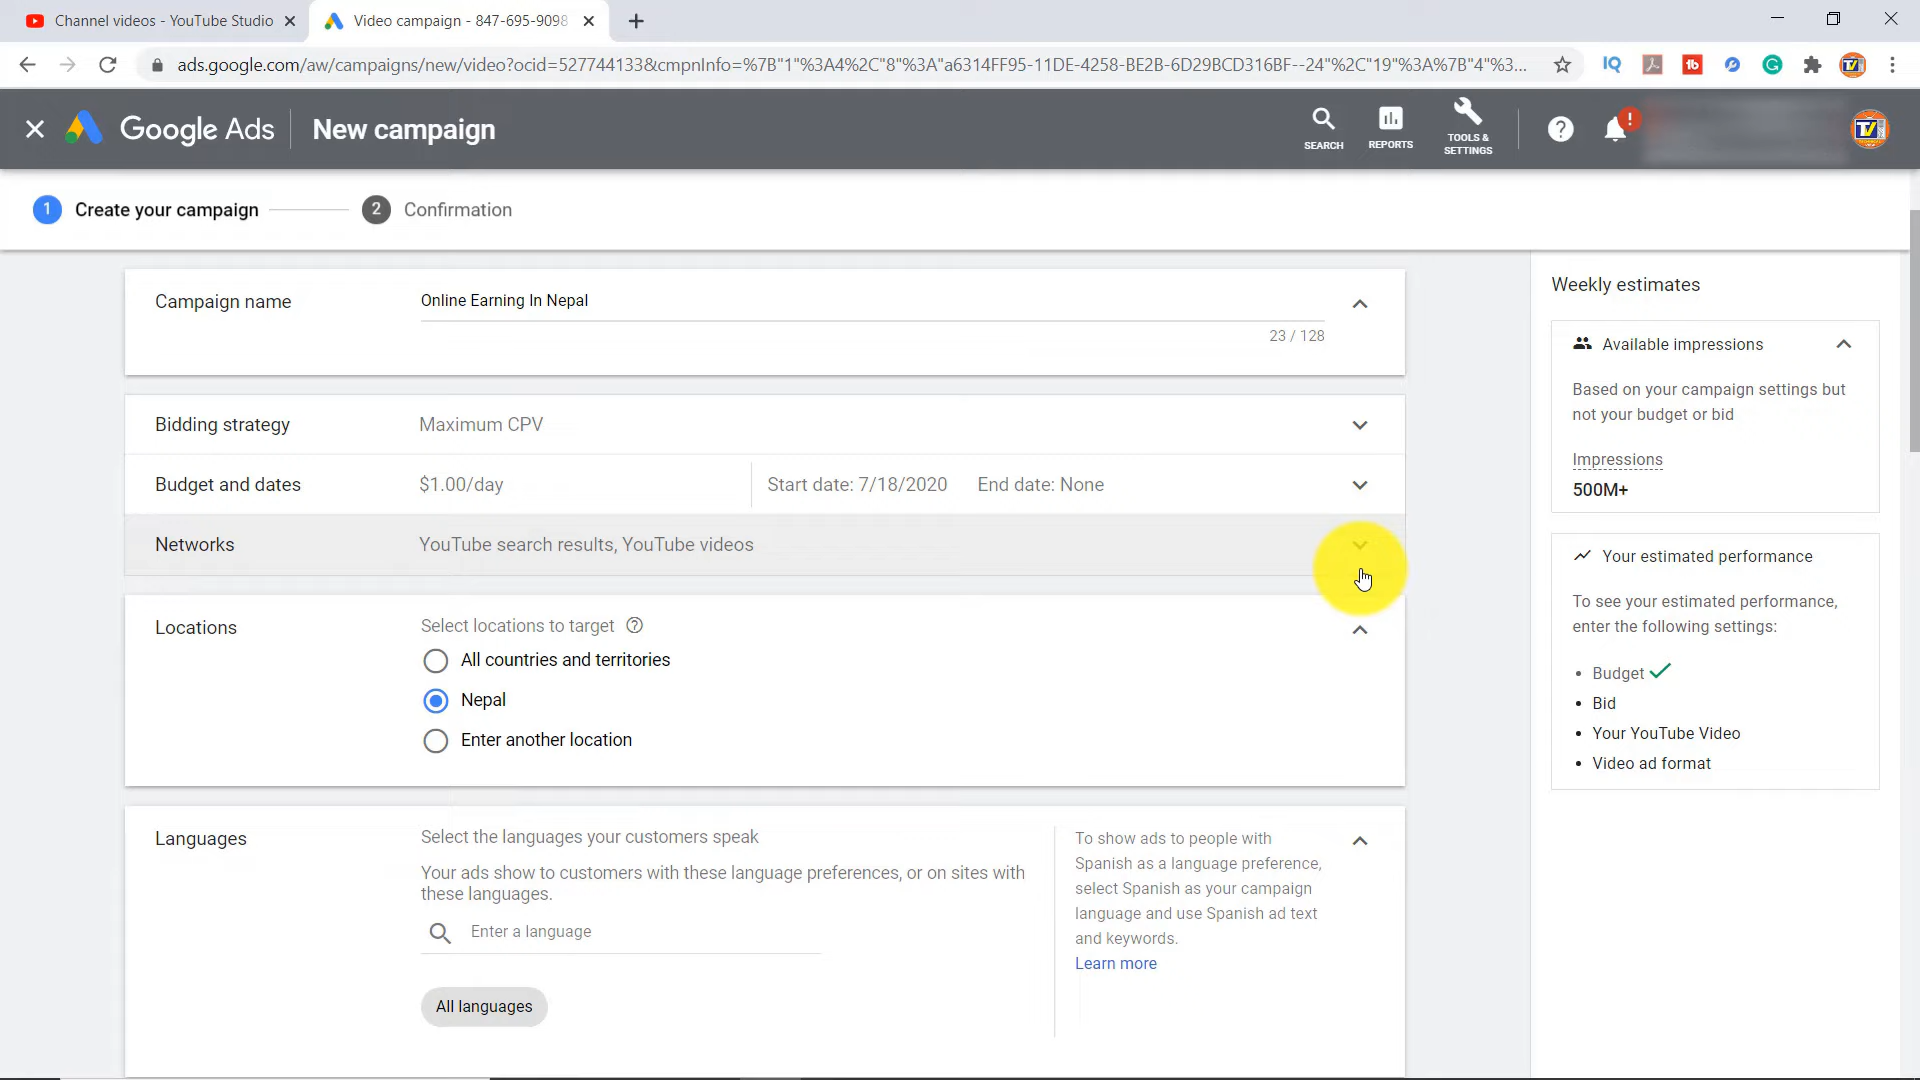 Channel videos - YouTube Studio
Video campaign - 847-695-9098
ads.google.com/aw/campaigns/new/video?ocid=527744133&cmpnInfo=%7B"1"%3A4%2C"8"%3A"a6314FF95-11DE-4258-BE2B-6D29BCD316BF--24"%2C"19"%3A%7B"4"%3...
IQ
Google Ads
New campaign
SEARCH
REPORTS
TOOLS &
SETTINGS
?
!
1 Create your campaign
2 Confirmation
Campaign name
Online Earning In Nepal
23 / 128
Bidding strategy
Maximum CPV
Budget and dates
$1.00/day
Start date: 7/18/2020
End date: None
Networks
YouTube search results, YouTube videos
Locations
Select locations to target ?
All countries and territories
Nepal
Enter another location
Languages
Select the languages your customers speak
Your ads show to customers with these language preferences, or on sites with
these languages.
Enter a language
All languages
To show ads to people with
Spanish as a language preference,
select Spanish as your campaign
language and use Spanish ad text
and keywords.
Learn more
Weekly estimates
Available impressions
Based on your campaign settings but
not your budget or bid
Impressions
500M+
Your estimated performance
To see your estimated performance,
enter the following settings:
• Budget
• Bid
• Your YouTube Video
• Video ad format